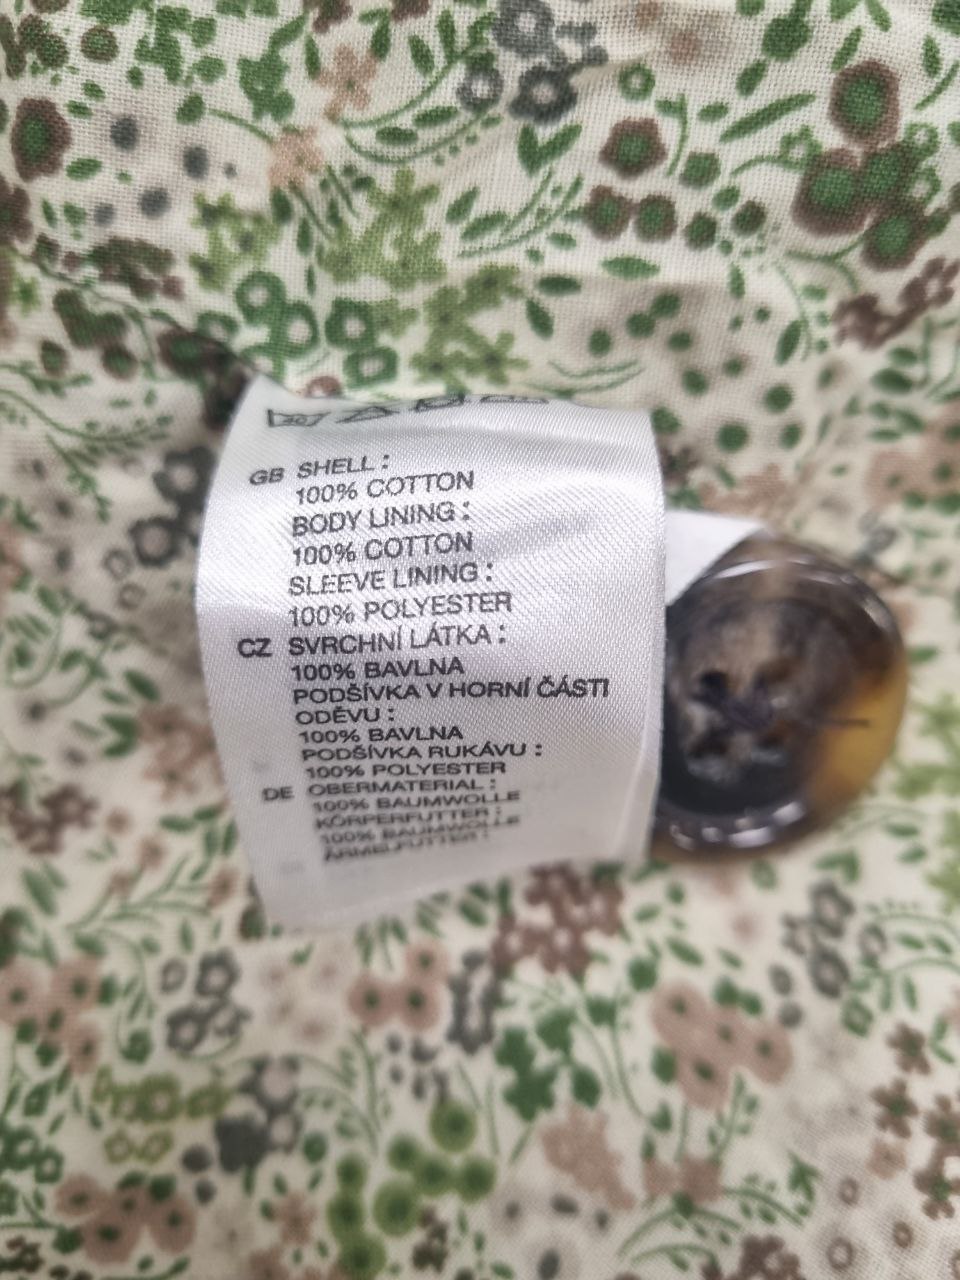 GB SHELL :
100% COTTON
BODY LINING :
100% COTTON
SLEEVE LINING :
100% POLYESTER
CZ SVRCHNÍ LÁTKA :
100% BAVLNA
PODŠÍVKA V HORNÍ ČÁSTI
ODĚVU :
100% BAVLNA
PODŠÍVKA RUKÁVU :
100% POLYESTER
DE OBERMATERIAL :
100% BAUMWOLLE
KÖRPERFUTTER :
100% BAUMWOLLE
ÄRMELFUTTER :